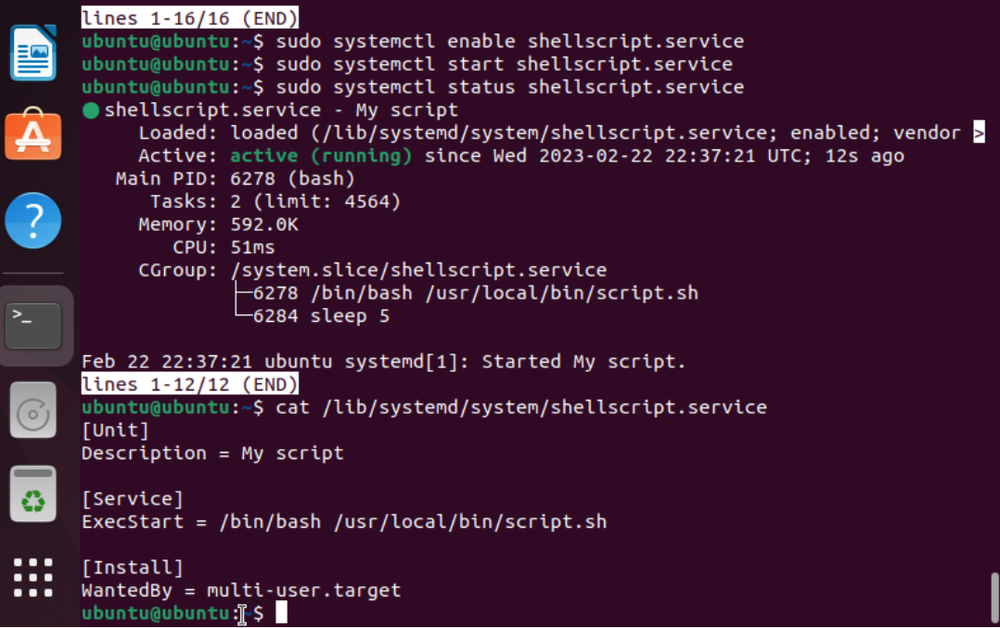 lines 1-16/16 (END)
ubuntu@ubuntu:~$ sudo systemctl enable shellscript.service
ubuntu@ubuntu:~$ sudo systemctl start shellscript.service
ubuntu@ubuntu:~$ sudo systemctl status shellscript.service
● shellscript.service - My script
     Loaded: loaded (/lib/systemd/system/shellscript.service; enabled; vendor >
     Active: active (running) since Wed 2023-02-22 22:37:21 UTC; 12s ago
   Main PID: 6278 (bash)
      Tasks: 2 (limit: 4564)
     Memory: 592.0K
        CPU: 51ms
     CGroup: /system.slice/shellscript.service
             ├─6278 /bin/bash /usr/local/bin/script.sh
             └─6284 sleep 5

Feb 22 22:37:21 ubuntu systemd[1]: Started My script.
lines 1-12/12 (END)
ubuntu@ubuntu:~$ cat /lib/systemd/system/shellscript.service
[Unit]
Description = My script

[Service]
ExecStart = /bin/bash /usr/local/bin/script.sh

[Install]
WantedBy = multi-user.target
ubuntu@ubuntu:~$